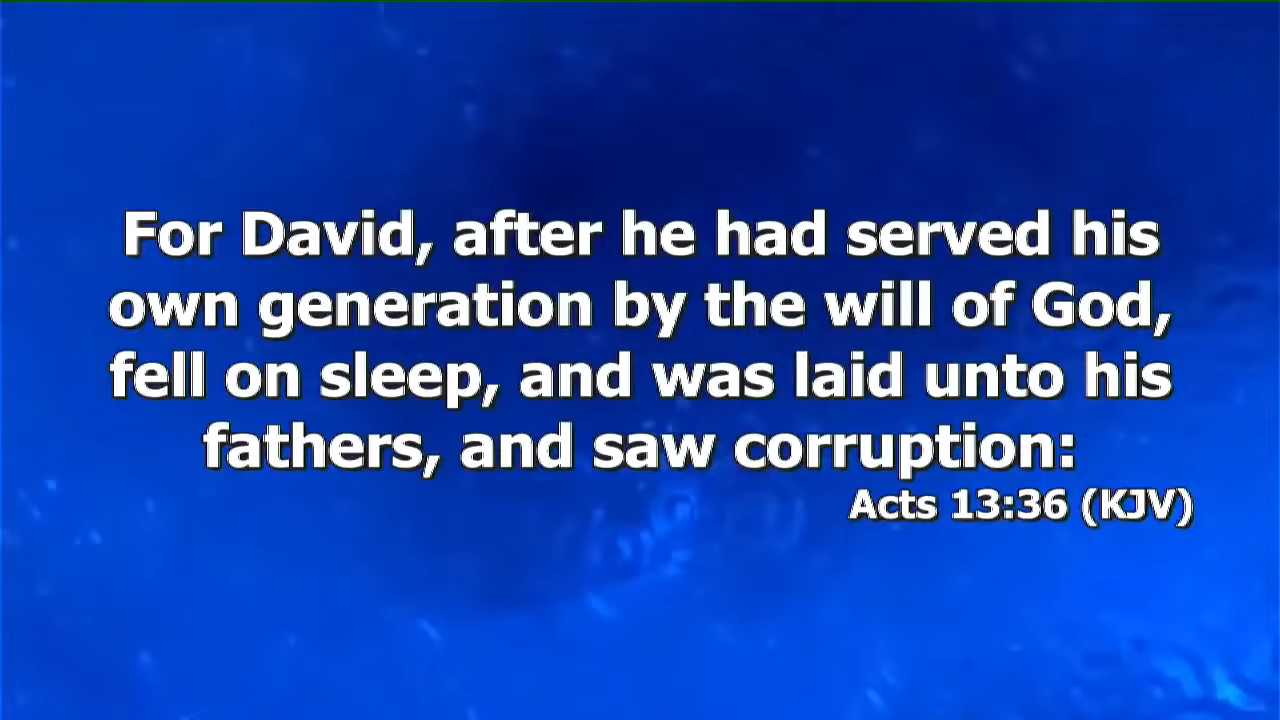 For David, after he had served his
own generation by the will of God,
fell on sleep, and was laid unto his
fathers, and saw corruption:
Acts 13:36 (KJV)